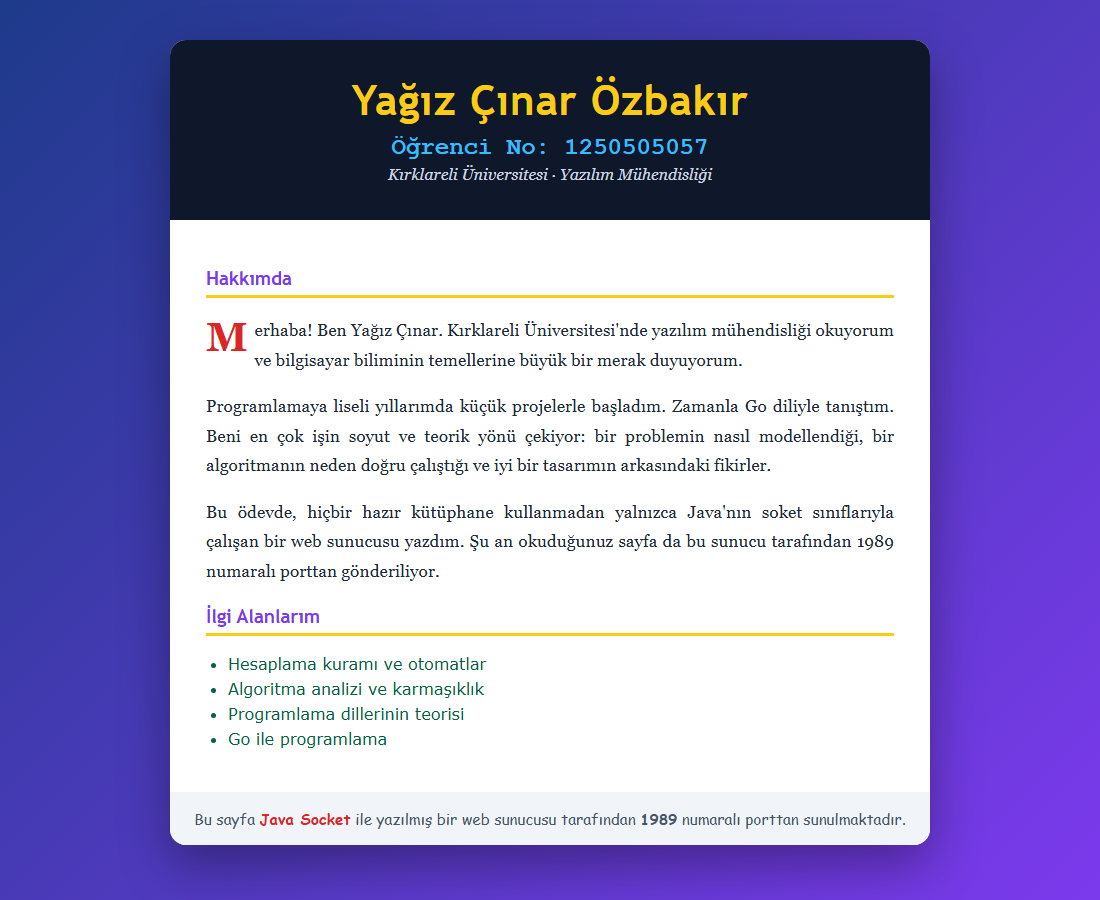 Yağız Çınar Özbakır
Öğrenci No: 1250505057
Kırklareli Üniversitesi · Yazılım Mühendisliği
Hakkımda
Merhaba! Ben Yağız Çınar. Kırklareli Üniversitesi'nde yazılım mühendisliği okuyorum
ve bilgisayar biliminin temellerine büyük bir merak duyuyorum.
Programlamaya liseli yıllarımda küçük projelerle başladım. Zamanla Go diliyle tanıştım.
Beni en çok işin soyut ve teorik yönü çekiyor: bir problemin nasıl modellendiği, bir
algoritmanın neden doğru çalıştığı ve iyi bir tasarımın arkasındaki fikirler.
Bu ödevde, hiçbir hazır kütüphane kullanmadan yalnızca Java'nın soket sınıflarıyla
çalışan bir web sunucusu yazdım. Şu an okuduğunuz sayfa da bu sunucu tarafından 1989
numaralı porttan gönderiliyor.
İlgi Alanlarım
• Hesaplama kuramı ve otomatlar
• Algoritma analizi ve karmaşıklık
• Programlama dillerinin teorisi
• Go ile programlama
Bu sayfa Java Socket ile yazılmış bir web sunucusu tarafından 1989 numaralı porttan sunulmaktadır.